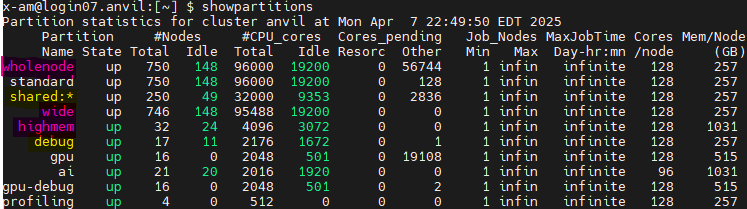 x-am@login07.anvil:[~] $ showpartitions
Partition statistics for cluster anvil at Mon Apr 7 22:49:50 EDT 2025
Partition #Nodes #CPU_cores Cores_pending Job_Nodes MaxJobTime Cores Mem/Node
Name State Total Idle Total Idle Resorc Other Min Max Day-hr:mn /node (GB)
wholenode up 750 148 96000 19200 0 56744 1 infin infinite 128 257
standard up 750 148 96000 19200 0 128 1 infin infinite 128 257
shared:* up 250 49 32000 9353 0 2836 1 infin infinite 128 257
wide up 746 148 95488 19200 0 0 1 infin infinite 128 257
highmem up 32 24 4096 3072 0 0 1 infin infinite 128 1031
debug up 17 11 2176 1672 0 1 1 infin infinite 128 257
gpu up 16 0 2048 501 0 19108 1 infin infinite 128 515
ai up 21 20 2016 1920 0 0 1 infin infinite 96 1031
gpu-debug up 16 0 2048 501 0 2 1 infin infinite 128 515
profiling up 4 0 512 0 0 0 1 infin infinite 128 257